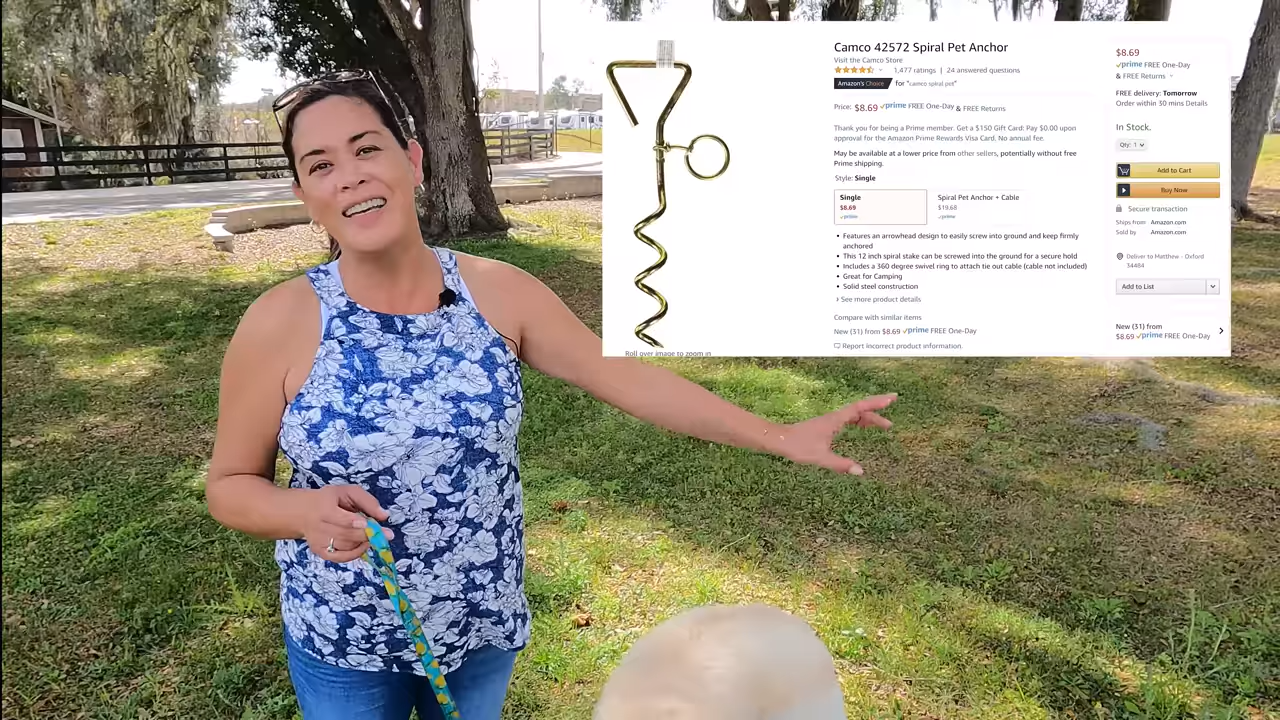 Camco 42572 Spiral Pet Anchor
Visit the Camco Store
1,477 ratings | 24 answered questions
Amazon's Choice for "camco spiral pet"
Price: $8.69 prime FREE One-Day & FREE Returns
Thank you for being a Prime member. Get a $150 Gift Card: Pay $0.00 upon
approval for the Amazon Prime Rewards Visa Card. No annual fee.
May be available at a lower price from other sellers, potentially without free
Prime shipping.
Style: Single
Single
$8.69
prime
Spiral Pet Anchor + Cable
$19.68
prime
• Features an arrowhead design to easily screw into ground and keep firmly
anchored
• This 12 inch spiral stake can be screwed into the ground for a secure hold
• Includes a 360 degree swivel ring to attach tie out cable (cable not included)
• Great for Camping
• Solid steel construction
› See more product details
Compare with similar items
New (31) from $8.69 prime FREE One-Day
Report incorrect product information.
Roll over image to zoom in
$8.69
prime FREE One-Day
& FREE Returns
FREE delivery: Tomorrow
Order within 30 mins Details
In Stock.
Qty: 1
Add to Cart
Buy Now
Secure transaction
Ships from Amazon.com
Sold by Amazon.com
Deliver to Matthew - Oxford
34484
Add to List
New (31) from
$8.69 prime FREE One-Day